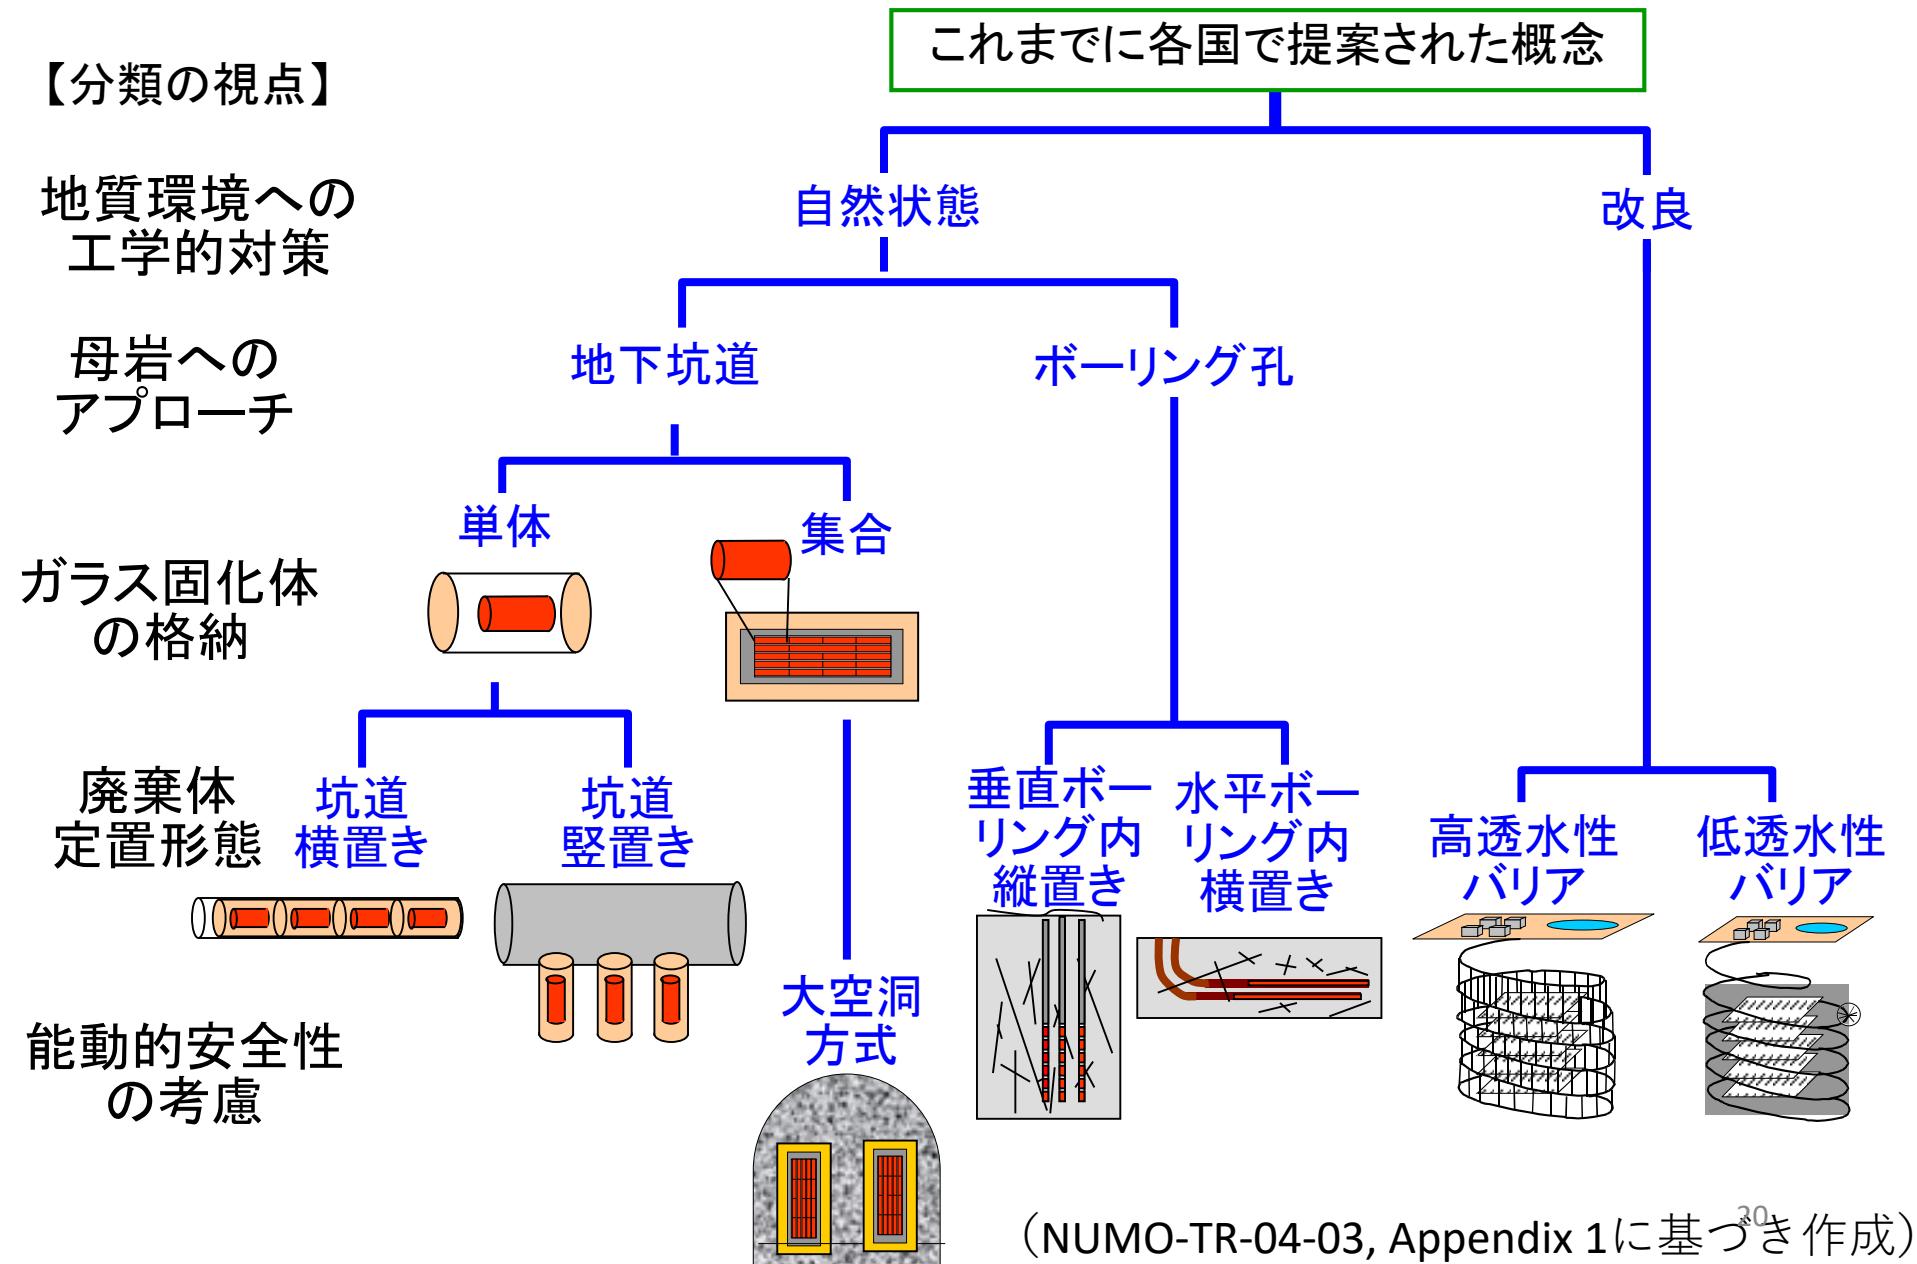 これまでに各国で提案された概念
【分類の視点】
地質環境への
工学的対策
自然状態
改良
母岩への
アプローチ
地下坑道
ボーリング孔
ガラス固化体
の格納
単体
集合
廃棄体
定置形態
坑道
横置き
坑道
竪置き
垂直ボー
リング内
縦置き
水平ボー
リング内
横置き
高透水性
バリア
低透水性
バリア
能動的安全性
の考慮
大空洞
方式
20
（NUMO-TR-04-03, Appendix 1に基づき作成）